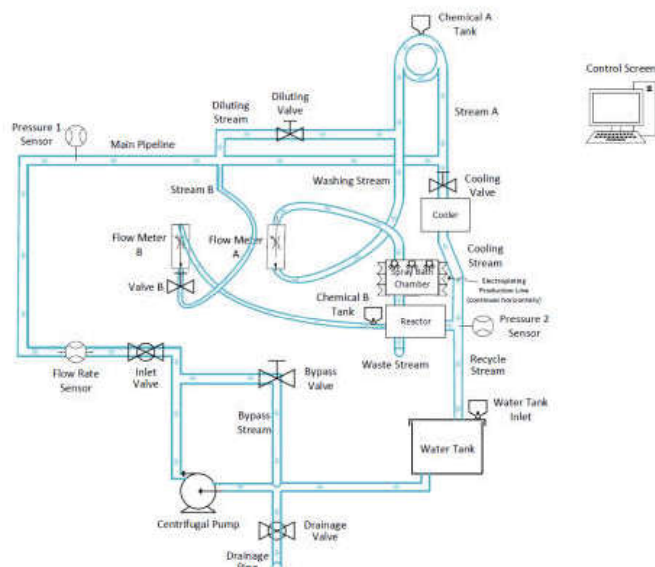 Chemical A
Tank
Control Screen
Diluting
Stream
Diluting
Valve
Stream A
Pressure 1
Sensor
Main Pipeline
Washing Stream
Cooling
Valve
Stream B
Cooler
Flow Meter
B
Flow Meter
A
Cooling
Stream
Spray Bath
Chamber
Electroplating
Production Line
(continues horizontally)
Valve B
Chemical B
Tank
Reactor
Pressure 2
Sensor
Waste Stream
Recycle
Stream
Flow Rate
Sensor
Inlet
Valve
Bypass
Valve
Water Tank
Inlet
Bypass
Stream
Water Tank
Centrifugal Pump
Drainage
Valve
Drainage